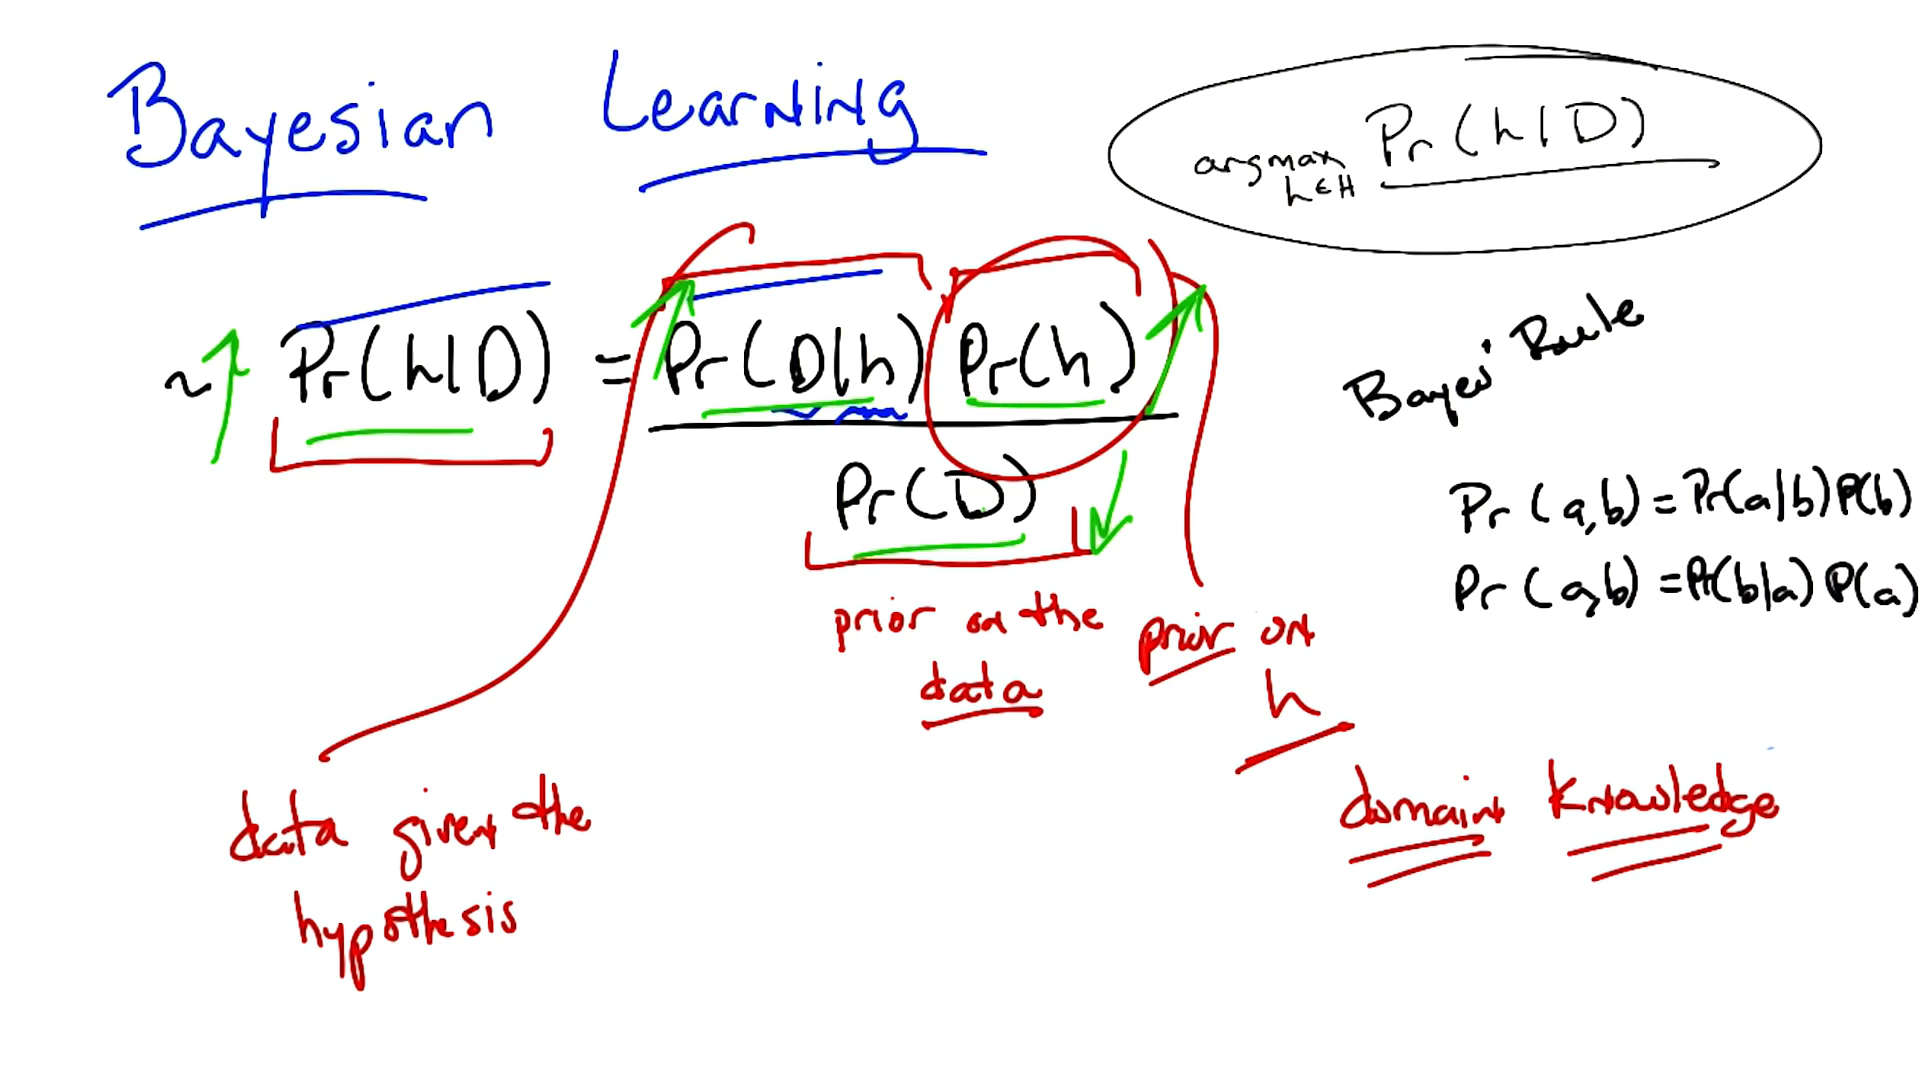 Bayesian Learning
argmax Pr(h|D)
h∈H
Bayes' Rule
~ Pr(h|D) = Pr(D|h) Pr(h)
Pr(D)
Pr(a,b) = Pr(a|b) P(b)
Pr(a,b) = Pr(b|a) P(a)
prior on the
data
prior on
h
domain knowledge
data given the
hypothesis